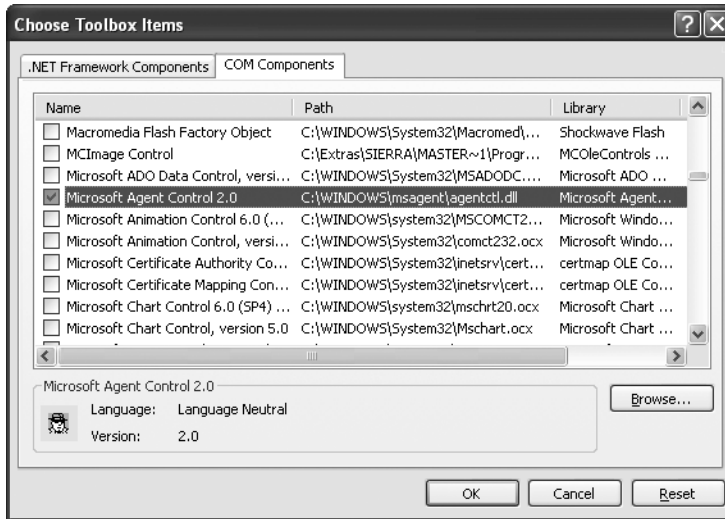 Choose Toolbox Items
.NET Framework Components COM Components
Name Path Library
Macromedia Flash Factory Object C:\WINDOWS\System32\Macromed\... Shockwave Flash
MCImage Control C:\Extras\SIERRA\MASTER~1\Progr... MCOleControls ...
Microsoft ADO Data Control, versi... C:\WINDOWS\System32\MSADODC.... Microsoft ADO ...
Microsoft Agent Control 2.0 C:\WINDOWS\msagent\agentctl.dll Microsoft Agent...
Microsoft Animation Control 6.0 (... C:\WINDOWS\system32\MSCOMCT2... Microsoft Windo...
Microsoft Animation Control, versi... C:\WINDOWS\System32\comct232.ocx Microsoft Windo...
Microsoft Certificate Authority Co... C:\WINDOWS\System32\inetsrv\cert... certmap OLE Co...
Microsoft Certificate Mapping Con... C:\WINDOWS\System32\inetsrv\cert... certmap OLE Co...
Microsoft Chart Control 6.0 (SP4) ... C:\WINDOWS\system32\mschrt20.ocx Microsoft Chart ...
Microsoft Chart Control, version 5.0 C:\WINDOWS\System32\Mschart.ocx Microsoft Chart ...
Microsoft Agent Control 2.0
Language: Language Neutral
Version: 2.0
Browse...
OK Cancel Reset